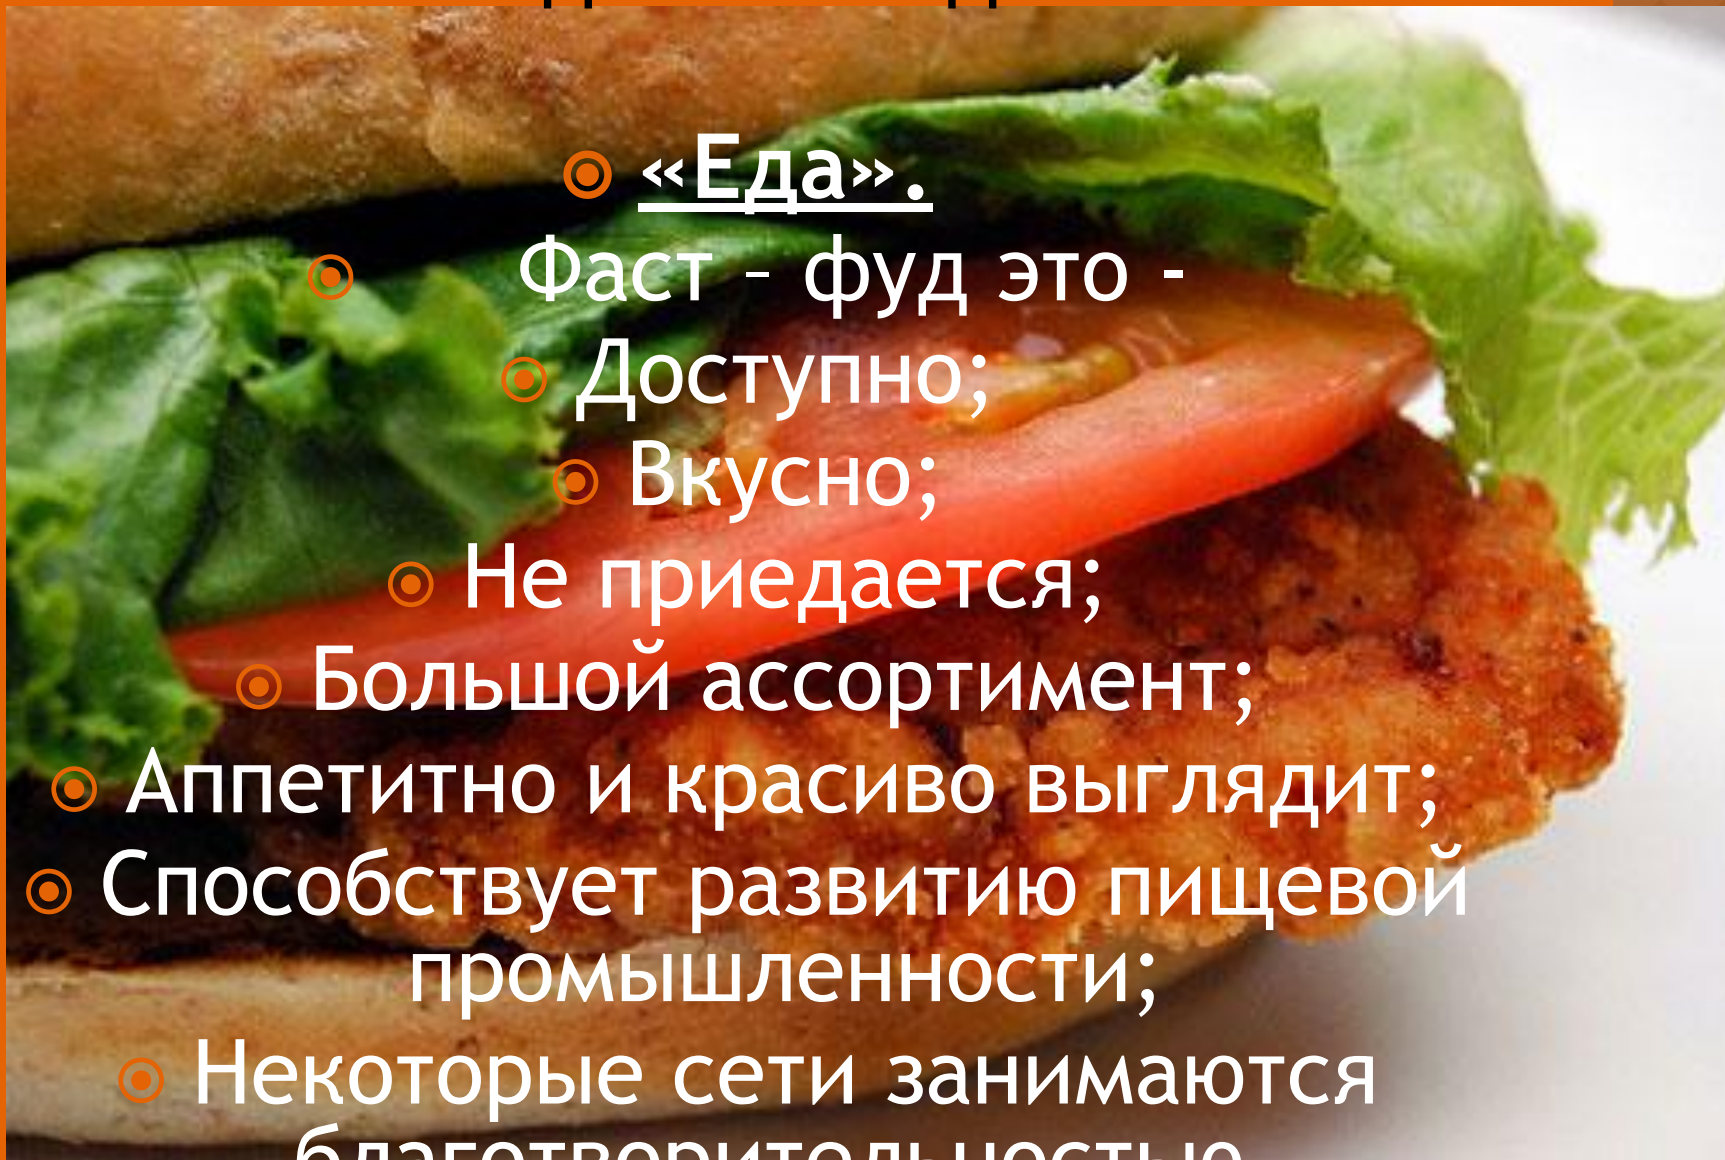 «Еда».
Фаст – фуд это -
Доступно;
Вкусно;
Не приедается;
Большой ассортимент;
Аппетитно и красиво выглядит;
Способствует развитию пищевой
промышленности;
Некоторые сети занимаются
благотворительностью